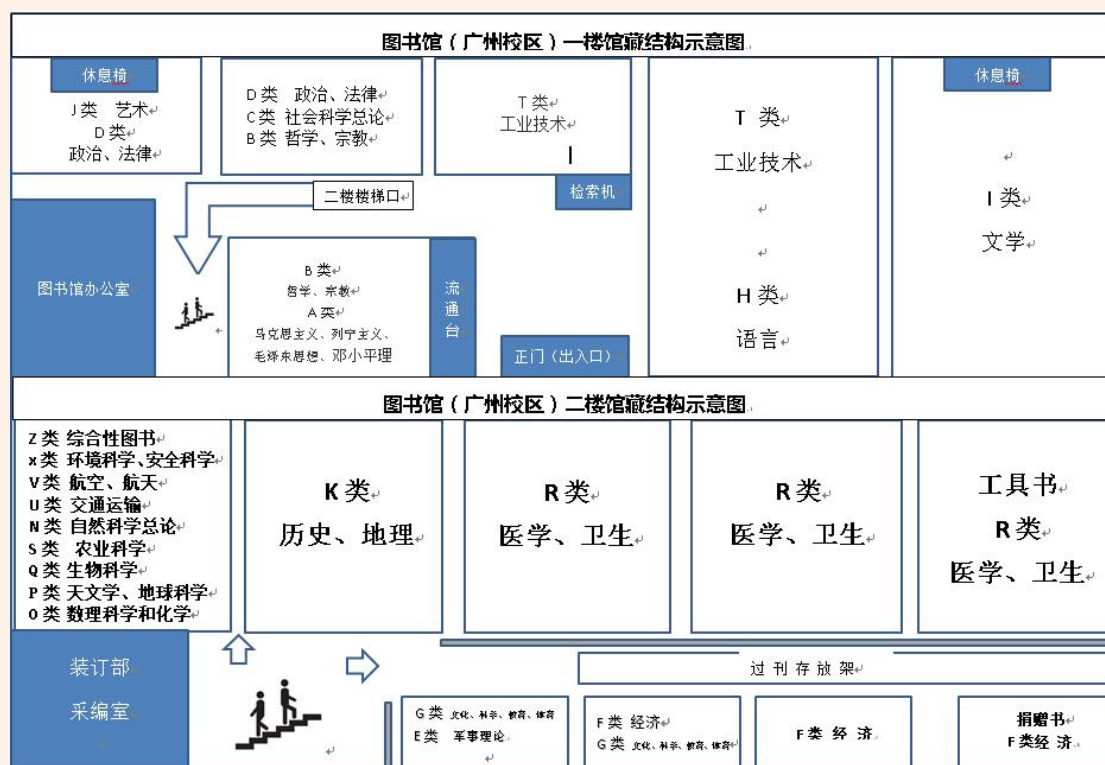 图书馆（广州校区）一楼馆藏结构示意图
休息椅
J类 艺术
D类
政治、法律
D类 政治、法律
C类 社会科学总论
B类 哲学、宗教
T类
工业技术
检索机
T 类
工业技术
H 类
语言
休息椅
I 类
文学
二楼楼梯口
图书馆办公室
B类
哲学、宗教
A类
马克思主义、列宁主义、
毛泽东思想、邓小平理
流
通
台
正门（出入口）
图书馆（广州校区）二楼馆藏结构示意图
Z类 综合性图书
x类 环境科学、安全科学
V类 航空、航天
U类 交通运输
N类 自然科学总论
S类 农业科学
Q类 生物科学
P类 天文学、地球科学
O类 数理科学和化学
K 类
历史、地理
R 类
医学、卫生
R 类
医学、卫生
工具书
R 类
医学、卫生
装订部
采编室
过刊存放架
G类 文化、科学、教育、体育
E类 军事理论
F类 经济
G类 文化、科学、教育、体育
F类 经 济
捐赠书
F类经 济